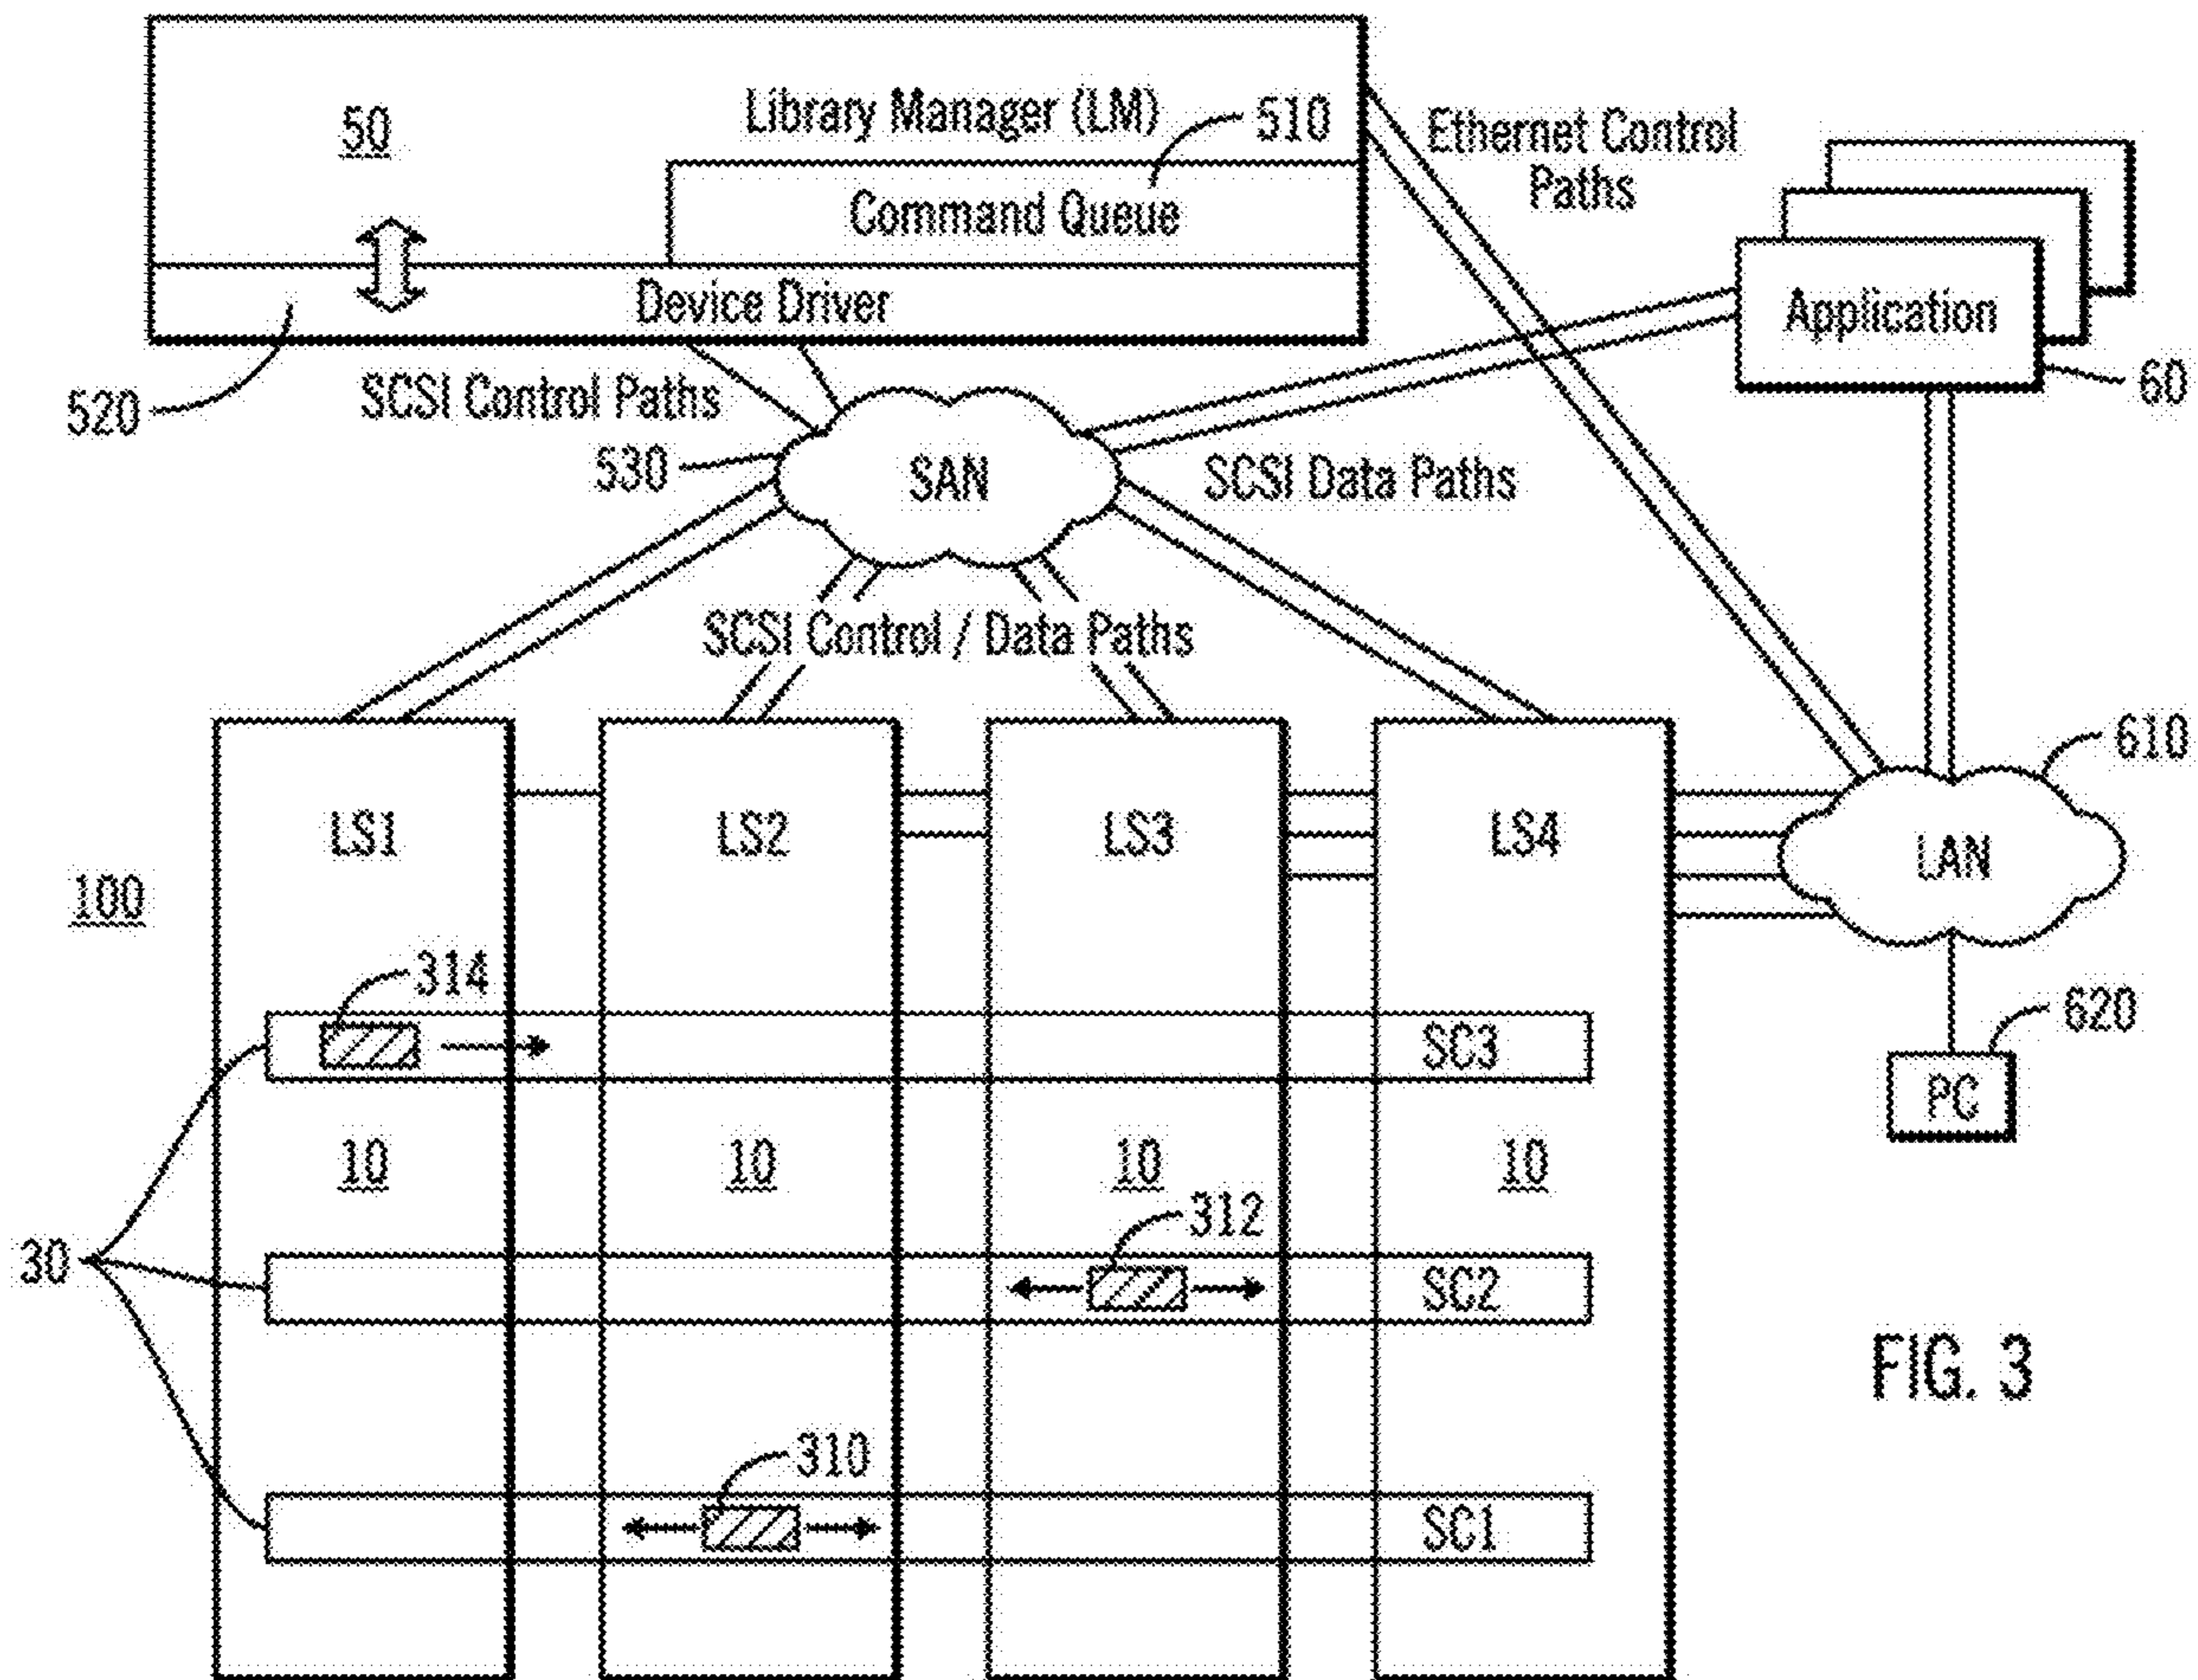 50
Library Manager (LM)
510
Command Queue
Device Driver
520
Ethernet Control
Paths
Application
60
SCSI Control Paths
530
SAN
SCSI Data Paths
SCSI Control / Data Paths
610
LS1
LS2
LS3
LS4
LAN
100
314
SC3
620
PC
10
10
10
10
30
312
SC2
FIG. 3
310
SC1